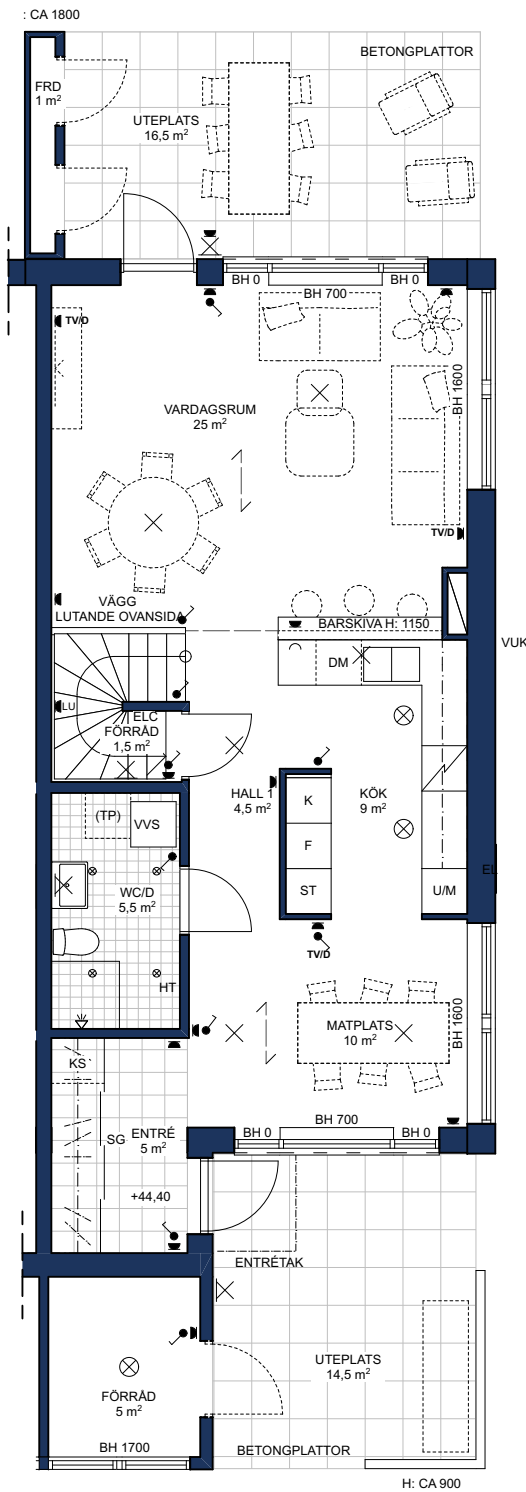 : CA 1800
BETONGPLATTOR
FRD
1 m²
UTEPLATS
16,5 m²
BH 0
BH 700
BH 0
TV/D
BH 1600
VARDAGSRUM
25 m²
TV/D
VÄGG
LUTANDE OVANSIDA
BARSKIVA H: 1150
VUK
DM
LU
ELC
FÖRRÅD
1,5 m²
HALL 1
4,5 m²
K
KÖK
9 m²
(TP)
VVS
F
EL
WC/D
5,5 m²
ST
U/M
TV/D
HT
MATPLATS
10 m²
BH 1600
KS
SG
ENTRÉ
5 m²
BH 0
BH 700
BH 0
+44,40
ENTRÉTAK
UTEPLATS
14,5 m²
FÖRRÅD
5 m²
BH 1700
BETONGPLATTOR
H: CA 900